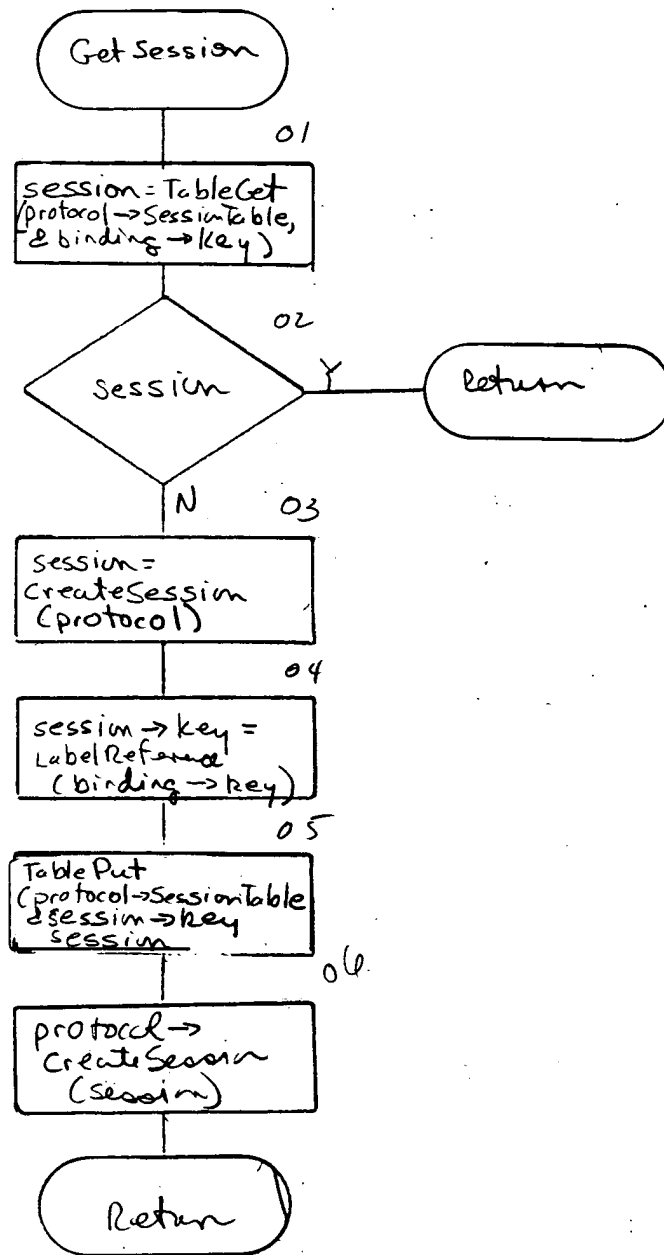 Get Session
01
session = TableGet
(protocol→SessionTable,
& binding → key)
02
session
Y
Return
N
03
session =
createSession
(protocol)
04
session → key =
LabelReference
(binding → key)
05
TablePut
(protocol→SessionTable
&session → key
session
06
protocol →
createSession
(session)
Return